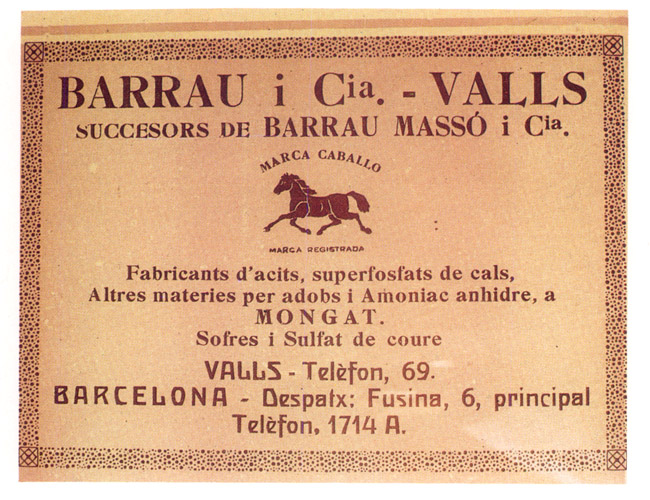 BARRAU i Cia. - VALLS
SUCCESORS DE BARRAU MASSÓ i Cia.
MARCA CABALLO
MARCA REGISTRADA
Fabricants d'acits, superfosfats de cals,
Altres materies per adobs i Amoniac anhidre, a
MONGAT.
Sofres i Sulfat de coure
VALLS - Telèfon, 69.
BARCELONA - Despatx: Fusina, 6, principal
Telèfon, 1714 A.